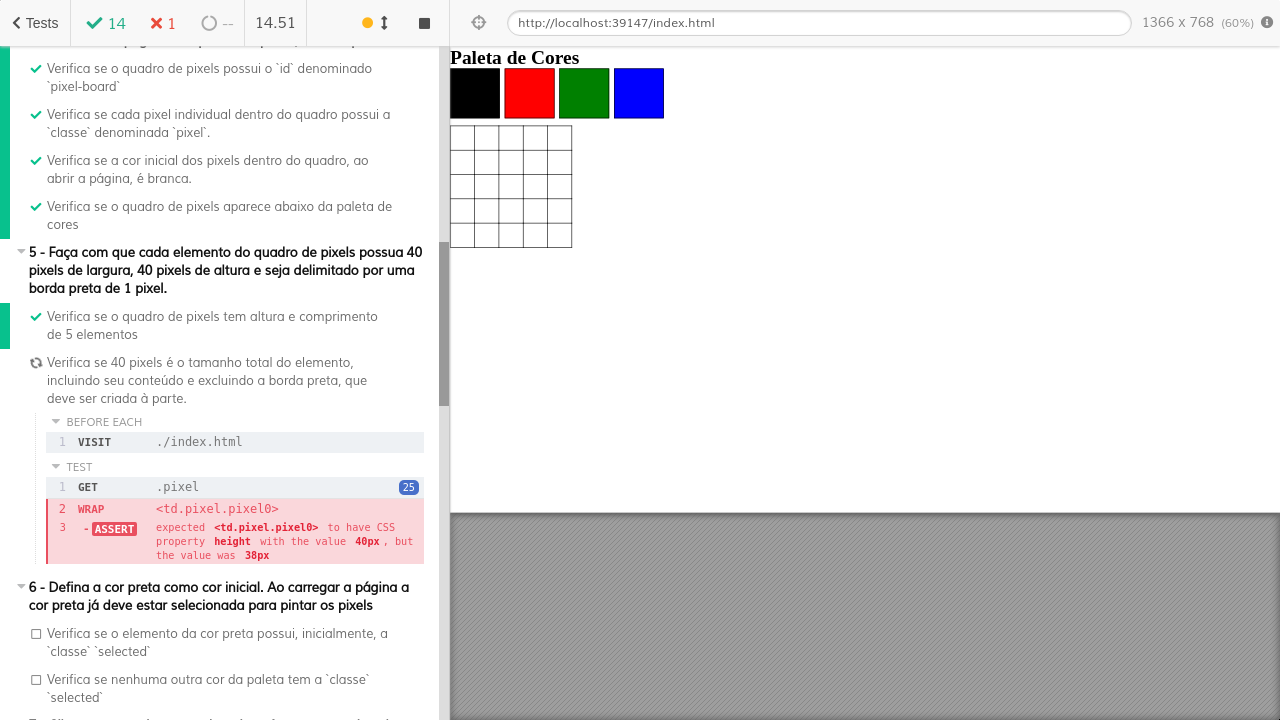 Tests
14
1
--
14.51
http://localhost:39147/index.html
1366 x 768 (60%)
Verifica se o quadro de pixels possui o `id` denominado
`pixel-board`
Verifica se cada pixel individual dentro do quadro possui a
`classe` denominada `pixel`.
Verifica se a cor inicial dos pixels dentro do quadro, ao
abrir a página, é branca.
Verifica se o quadro de pixels aparece abaixo da paleta de
cores
5 - Faça com que cada elemento do quadro de pixels possua 40
pixels de largura, 40 pixels de altura e seja delimitado por uma
borda preta de 1 pixel.
Verifica se o quadro de pixels tem altura e comprimento
de 5 elementos
Verifica se 40 pixels é o tamanho total do elemento,
incluindo seu conteúdo e excluindo a borda preta, que
deve ser criada à parte.
BEFORE EACH
1 VISIT ./index.html
TEST
1 GET .pixel 25
2 WRAP <td.pixel.pixel0>
3 - ASSERT expected <td.pixel.pixel0> to have CSS
property height with the value 40px , but
the value was 38px
6 - Defina a cor preta como cor inicial. Ao carregar a página a
cor preta já deve estar selecionada para pintar os pixels
Verifica se o elemento da cor preta possui, inicialmente, a
`classe` `selected`
Verifica se nenhuma outra cor da paleta tem a `classe`
`selected`
Paleta de Cores